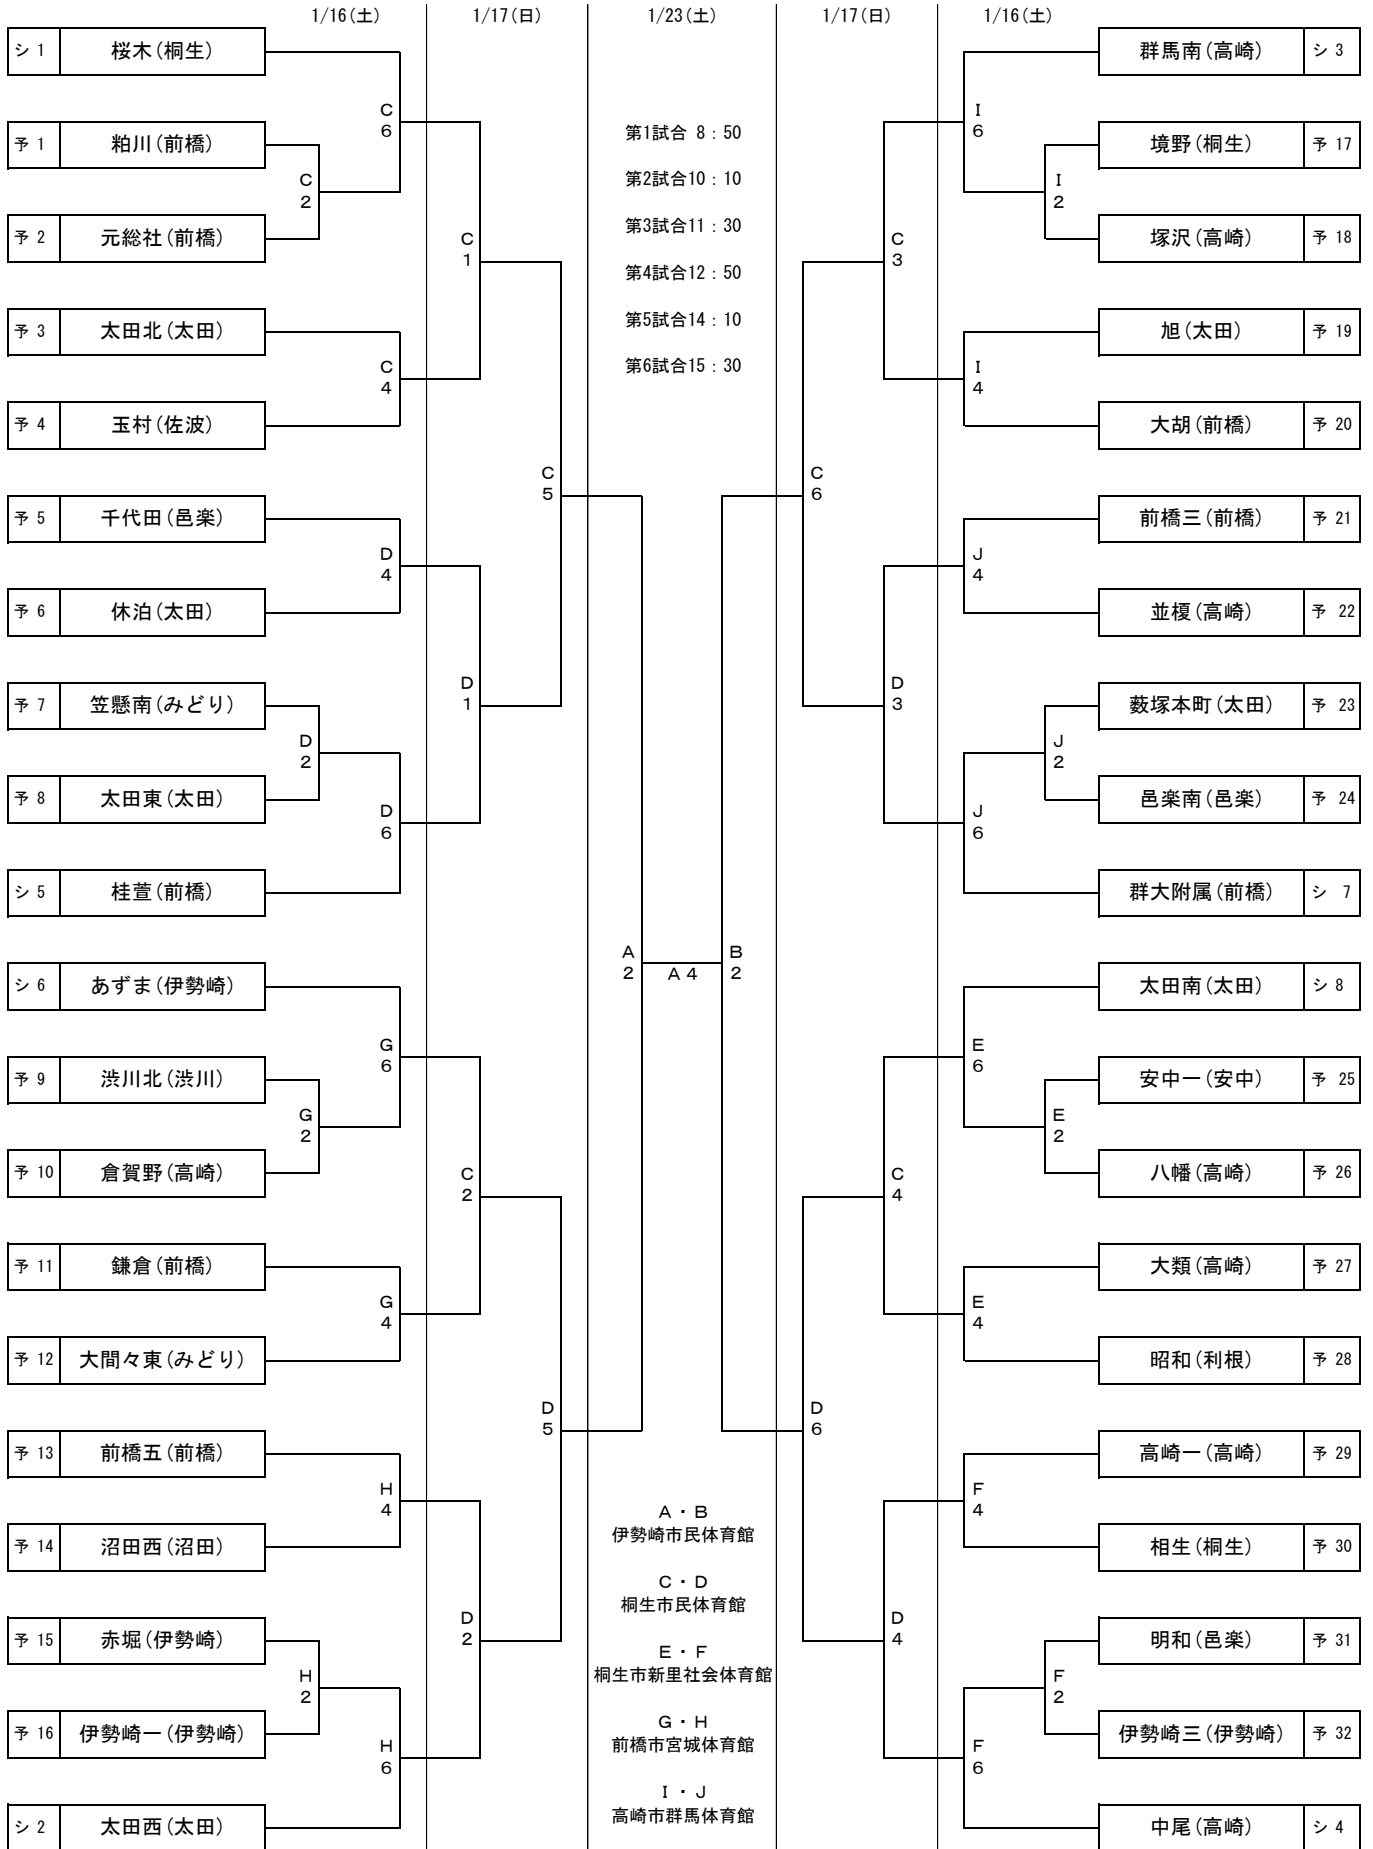 1/16(土) 1/17(日) 1/23(土) 1/17(日) 1/16(土)
シ 1 桜木(桐生)
予 1 粕川(前橋)
予 2 元総社(前橋)
予 3 太田北(太田)
予 4 玉村(佐波)
予 5 千代田(邑楽)
予 6 休泊(太田)
予 7 笠懸南(みどり)
予 8 太田東(太田)
シ 5 桂萱(前橋)
シ 6 あずま(伊勢崎)
予 9 渋川北(渋川)
予 10 倉賀野(高崎)
予 11 鎌倉(前橋)
予 12 大間々東(みどり)
予 13 前橋五(前橋)
予 14 沼田西(沼田)
予 15 赤堀(伊勢崎)
予 16 伊勢崎一(伊勢崎)
シ 2 太田西(太田)
C
6
C
2
C
4
D
4
D
2
D
6
G
6
G
2
G
4
H
4
H
2
H
6
C
1
D
1
C
2
D
2
C
5
D
5
第1試合 8：50
第2試合10：10
第3試合11：30
第4試合12：50
第5試合14：10
第6試合15：30
A
2
A 4
B
2
A・B
伊勢崎市民体育館
C・D
桐生市民体育館
E・F
桐生市新里社会体育館
G・H
前橋市宮城体育館
I・J
高崎市群馬体育館
C
6
D
6
C
3
D
3
C
4
D
4
I
6
I
2
I
4
J
4
J
2
J
6
E
6
E
2
E
4
F
4
F
2
F
6
群馬南(高崎) シ 3
境野(桐生) 予 17
塚沢(高崎) 予 18
旭(太田) 予 19
大胡(前橋) 予 20
前橋三(前橋) 予 21
並榎(高崎) 予 22
薮塚本町(太田) 予 23
邑楽南(邑楽) 予 24
群大附属(前橋) シ 7
太田南(太田) シ 8
安中一(安中) 予 25
八幡(高崎) 予 26
大類(高崎) 予 27
昭和(利根) 予 28
高崎一(高崎) 予 29
相生(桐生) 予 30
明和(邑楽) 予 31
伊勢崎三(伊勢崎) 予 32
中尾(高崎) シ 4